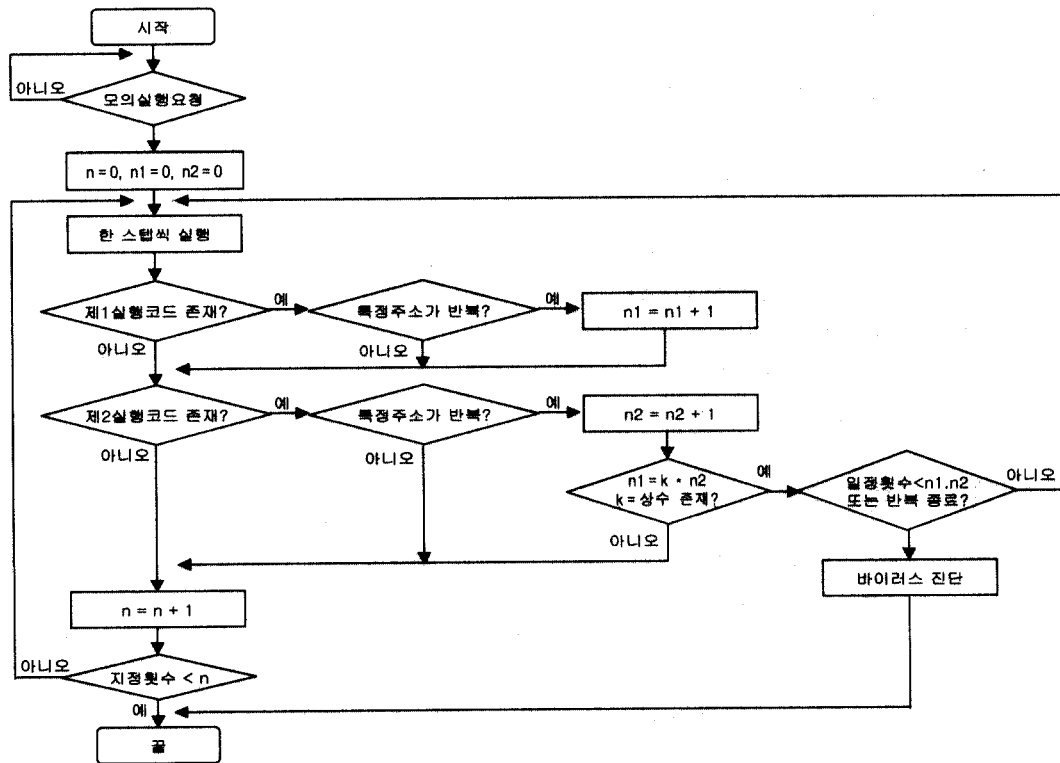 시작
아니오
모의실행요청
n=0, n1=0, n2=0
한 스텝씩 실행
제1실행코드 존재?
예
특정주소가 반복?
예
n1 = n1 + 1
아니오
아니오
제2실행코드 존재?
예
특정주소가 반복?
예
n2 = n2 + 1
아니오
아니오
n1=k * n2
k=상수 존재?
예
일정횟수<n1.n2
또는 반복 종료?
아니오
아니오
바이러스 진단
n = n + 1
아니오
지정횟수 < n
예
끝